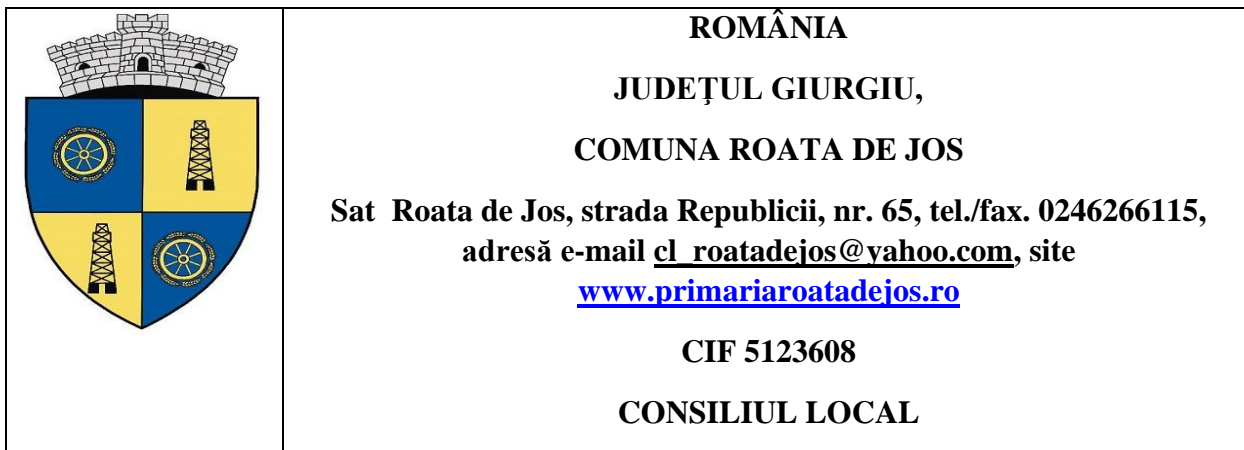 ROMÂNIA
JUDEŢUL GIURGIU,
COMUNA ROATA DE JOS
Sat Roata de Jos, strada Republicii, nr. 65, tel./fax. 0246266115,
adresă e-mail cl_roatadejos@yahoo.com, site
www.primariaroatadejos.ro
CIF 5123608
CONSILIUL LOCAL